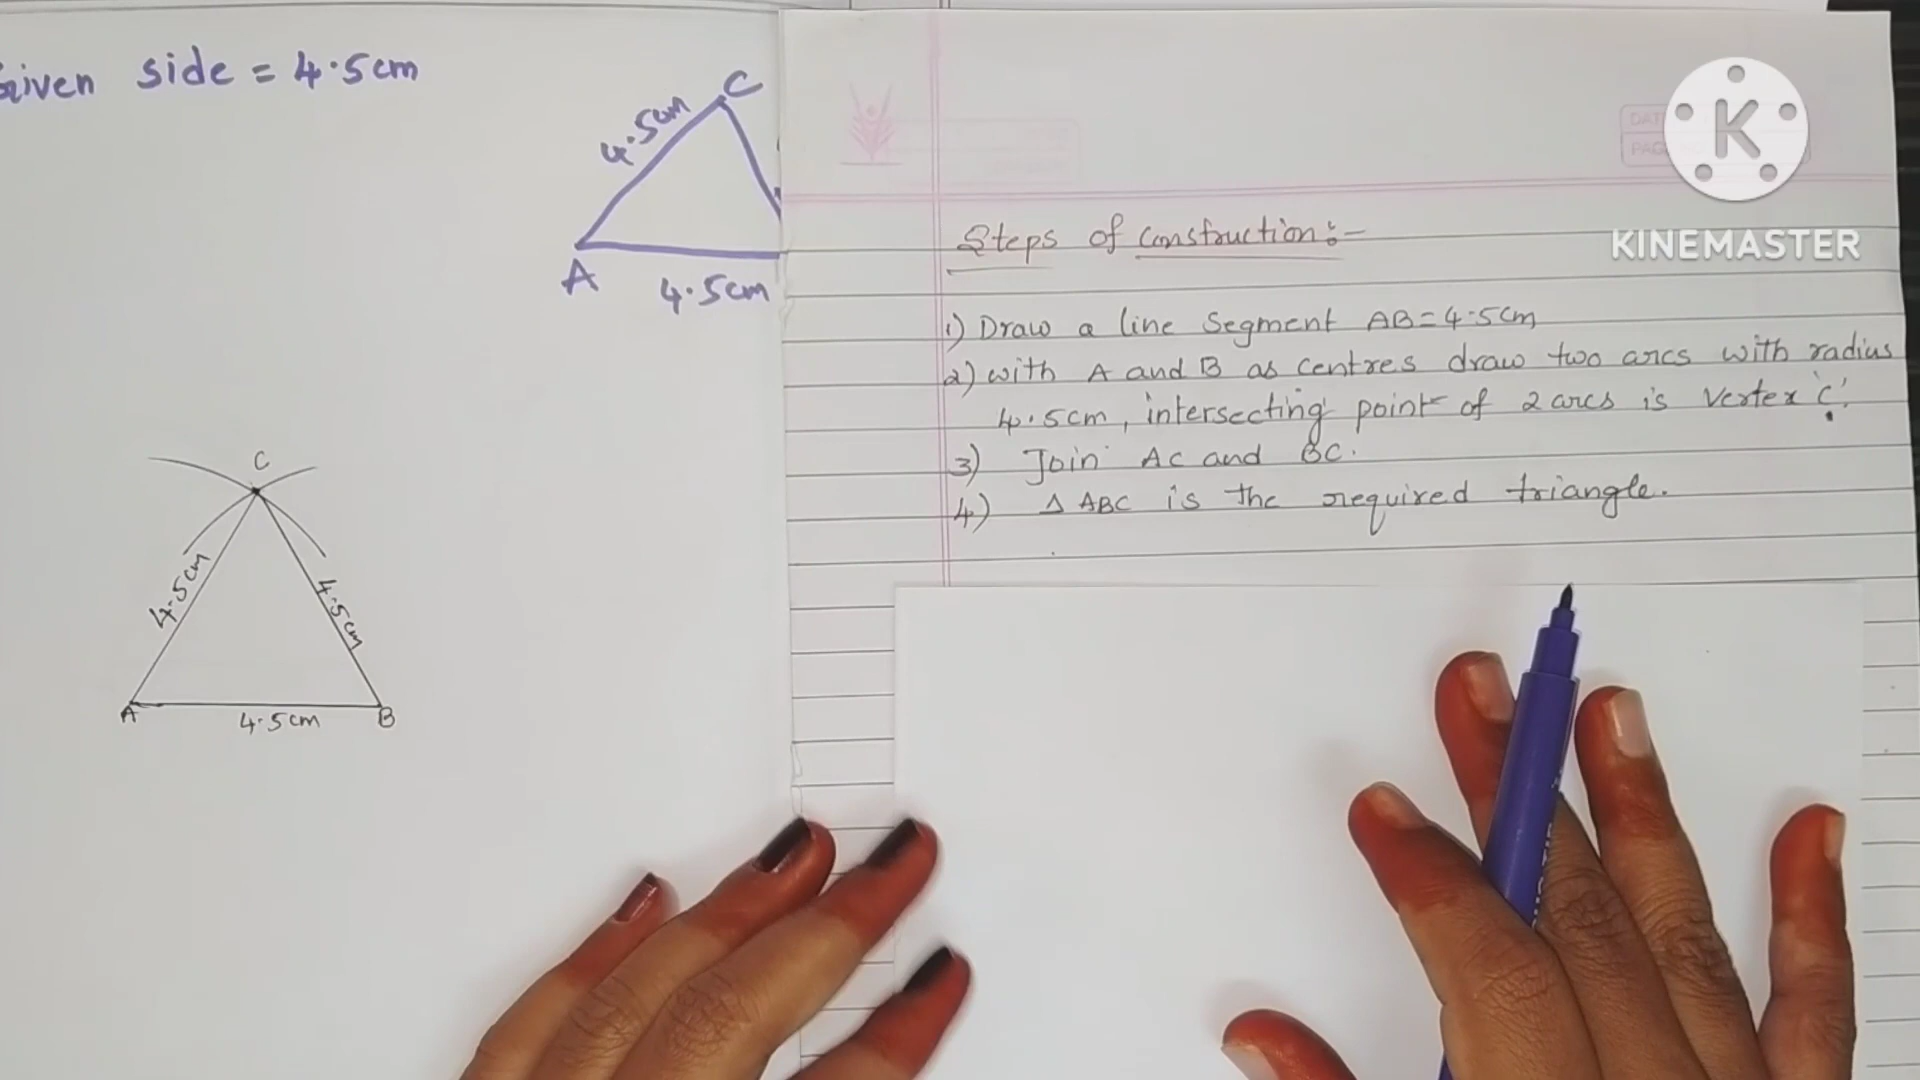 Given side = 4.5cm
C
4.5cm
A
4.5cm
C
4.5cm
4.5cm
A
4.5cm
B
KINEMASTER
Steps of construction:-
1) Draw a line segment AB=4.5cm
2) with A and B as centres draw two arcs with radius
4.5cm, intersecting point of 2 arcs is vertex 'C'.
3) Join AC and BC.
4) △ ABC is the required triangle.